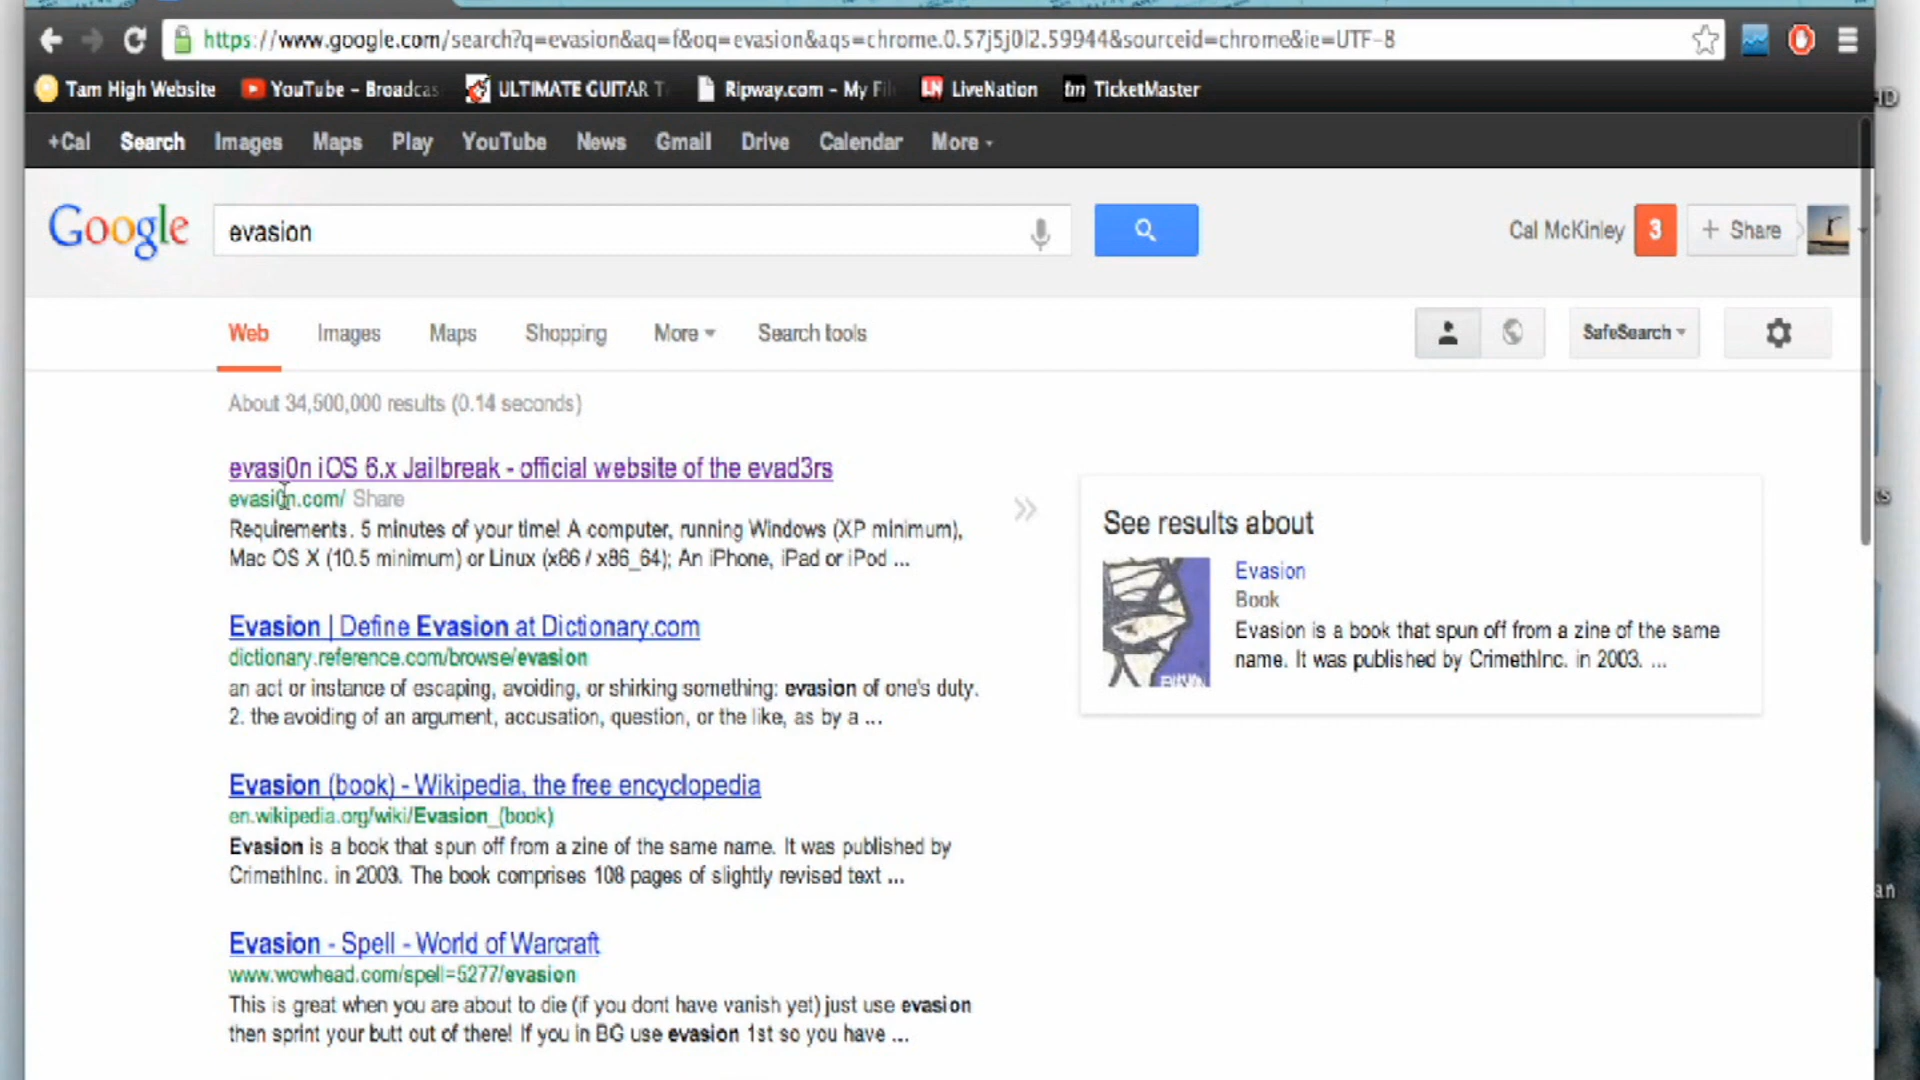 https://www.google.com/search?q=evasion&aq=f&oq=evasion&aqs=chrome.0.57j5j0l2.59944&sourceid=chrome&ie=UTF-8
Tam High Website YouTube - Broadcas ULTIMATE GUITAR T Ripway.com - My Fil LN LiveNation tm TicketMaster
+Cal Search Images Maps Play YouTube News Gmail Drive Calendar More
Google evasion Cal McKinley 3 + Share
Web Images Maps Shopping More Search tools SafeSearch
About 34,500,000 results (0.14 seconds)
evasi0n iOS 6.x Jailbreak - official website of the evad3rs
evasi0n.com/ Share
Requirements. 5 minutes of your time! A computer, running Windows (XP minimum),
Mac OS X (10.5 minimum) or Linux (x86 / x86_64); An iPhone, iPad or iPod ...
Evasion | Define Evasion at Dictionary.com
dictionary.reference.com/browse/evasion
an act or instance of escaping, avoiding, or shirking something: evasion of one's duty.
2. the avoiding of an argument, accusation, question, or the like, as by a ...
Evasion (book) - Wikipedia, the free encyclopedia
en.wikipedia.org/wiki/Evasion_(book)
Evasion is a book that spun off from a zine of the same name. It was published by
CrimethInc. in 2003. The book comprises 108 pages of slightly revised text ...
Evasion - Spell - World of Warcraft
www.wowhead.com/spell=5277/evasion
This is great when you are about to die (if you dont have vanish yet) just use evasion
then sprint your butt out of there! If you in BG use evasion 1st so you have ...
See results about
Evasion
Book
Evasion is a book that spun off from a zine of the same
name. It was published by CrimethInc. in 2003. ...